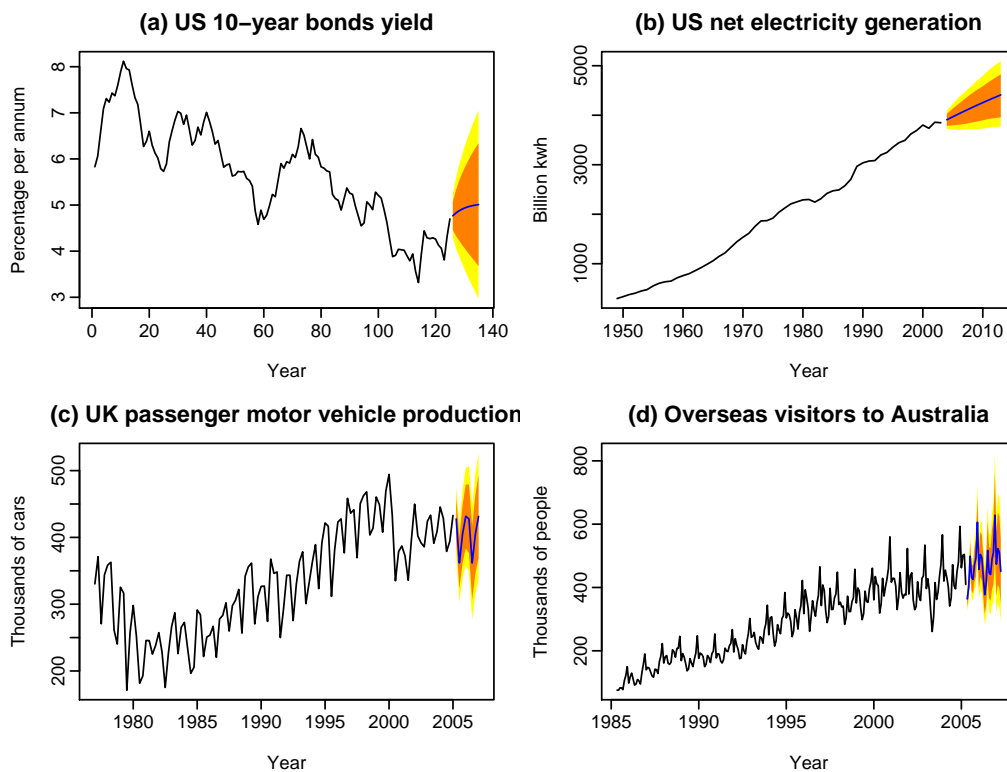 (a) US 10−year bonds yield
Percentage per annum
8
7
6
5
4
3
0 20 40 60 80 100 120 140
Year
(b) US net electricity generation
Billion kwh
5000
3000
1000
1950 1960 1970 1980 1990 2000 2010
Year
(c) UK passenger motor vehicle production
Thousands of cars
500
400
300
200
1980 1985 1990 1995 2000 2005
Year
(d) Overseas visitors to Australia
Thousands of people
800
600
400
200
1985 1990 1995 2000 2005
Year